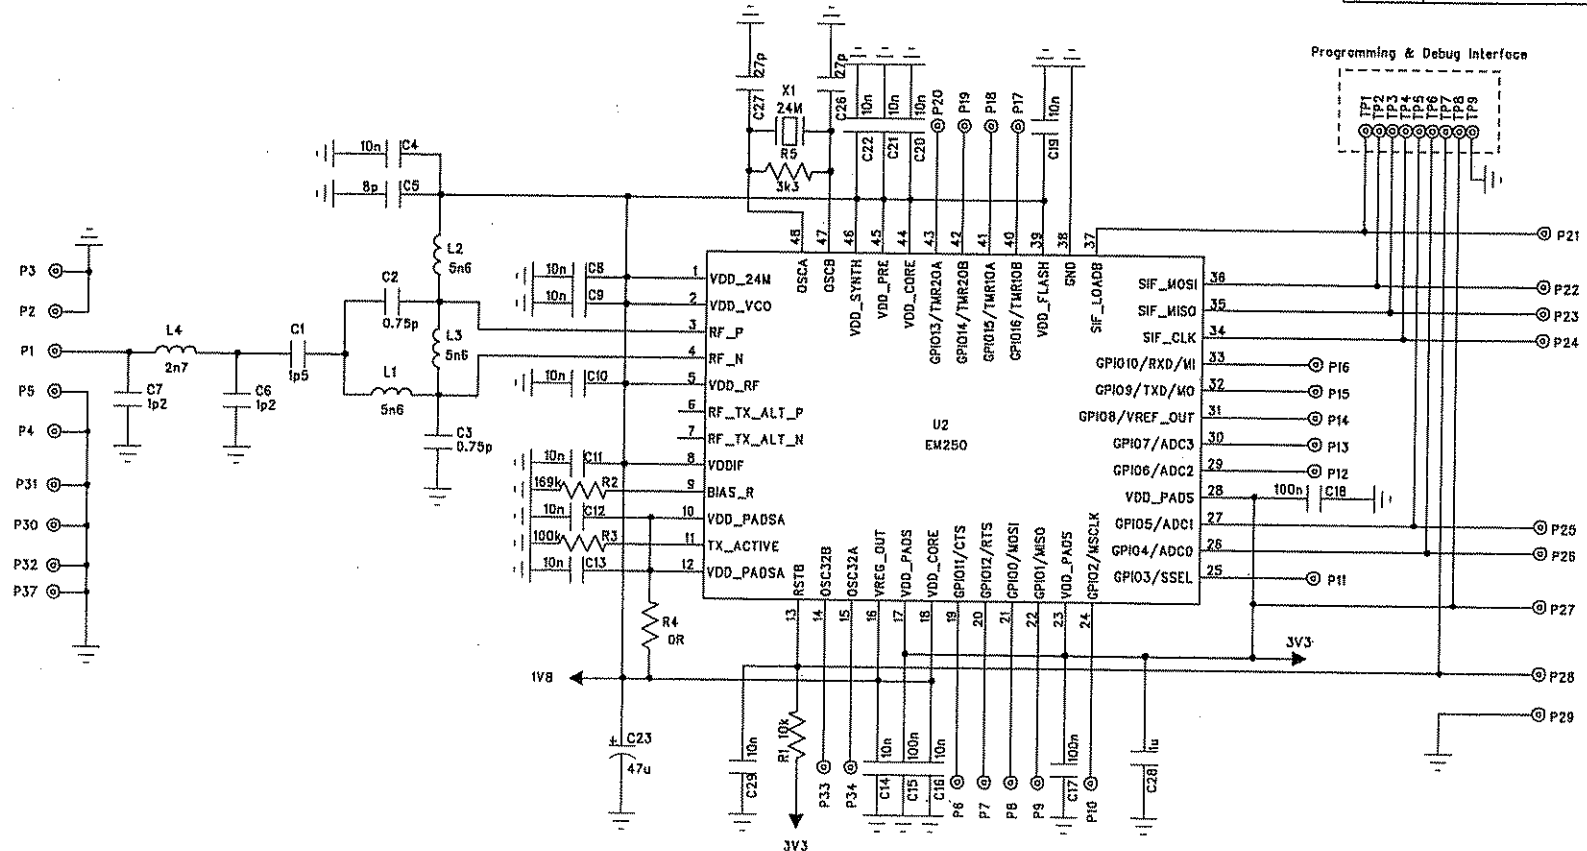 Programming & Debug Interface
TP1 TP2 TP3 TP4 TP5 TP6 TP7 TP8 TP9
27p C27
X1
24M
27p C26
R5
3k3
10n C22
10n C21
10n C20
P20
P19
P18
P17
10n C19
10n C4
8p C5
L2
5n6
C2
0.75p
L3
5n6
L1
5n6
C3
0.75p
C1
1p5
L4
2n7
C7
1p2
C6
1p2
P3
P2
P1
P5
P4
P31
P30
P32
P37
10n C8
10n C9
10n C10
10n C11
169k R2
10n C12
100k R3
10n C13
R4
0R
1V8
C23
47u
+
48 OSCA
47 OSCB
46 VDD_SYNTH
45 VDD_PRE
44 VDD_CORE
43 GPIO13/TMR20A
42 GPIO14/TMR20B
41 GPIO15/TMR10A
40 GPIO16/TMR10B
39 VDD_FLASH
38 GND
37 SIF_LOADB
1 VDD_24M
2 VDD_VCO
3 RF_P
4 RF_N
5 VDD_RF
6 RF_TX_ALT_P
7 RF_TX_ALT_N
8 VDDIF
9 BIAS_R
10 VDD_PADSA
11 TX_ACTIVE
12 VDD_PADSA
U2
EM250
SIF_MOSI 36
SIF_MISO 35
SIF_CLK 34
GPIO10/RXD/MI 33
GPIO9/TXD/MO 32
GPIO8/VREF_OUT 31
GPIO7/ADC3 30
GPIO6/ADC2 29
VDD_PADS 28
GPIO5/ADC1 27
GPIO4/ADC0 26
GPIO3/SSEL 25
13 RSTB
14 OSC32B
15 OSC32A
16 VREG_OUT
17 VDD_PADS
18 VDD_CORE
19 GPIO11/CTS
20 GPIO12/RTS
21 GPIO0/MOSI
22 GPIO1/MISO
23 VDD_PADS
24 GPIO2/MSCLK
P21
P22
P23
P24
P16
P15
P14
P13
P12
100n C18
P25
P26
P11
P27
3V3
P28
P29
10n C29
R1 10k
3V3
P33
P34
10n C14
100n C15
10n C16
P6
P7
P8
P9
100n C17
P10
1u C28